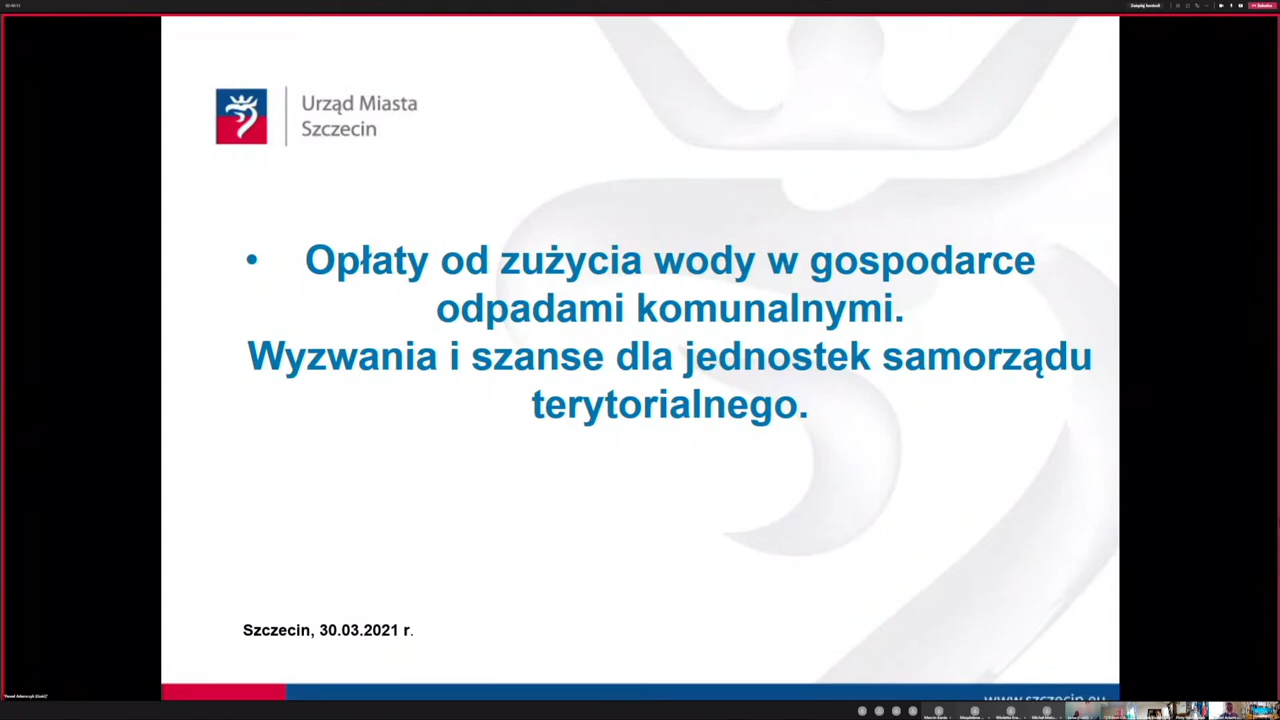 Urząd Miasta
Szczecin
• Opłaty od zużycia wody w gospodarce
odpadami komunalnymi.
Wyzwania i szanse dla jednostek samorządu
terytorialnego.
Szczecin, 30.03.2021 r.
www.szczecin.eu